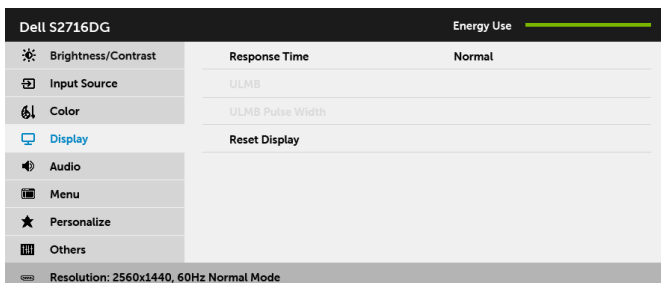 Dell S2716DG Energy Use
Brightness/Contrast Response Time Normal
Input Source ULMB
Color ULMB Pulse Width
Display Reset Display
Audio
Menu
Personalize
Others
Resolution: 2560x1440, 60Hz Normal Mode